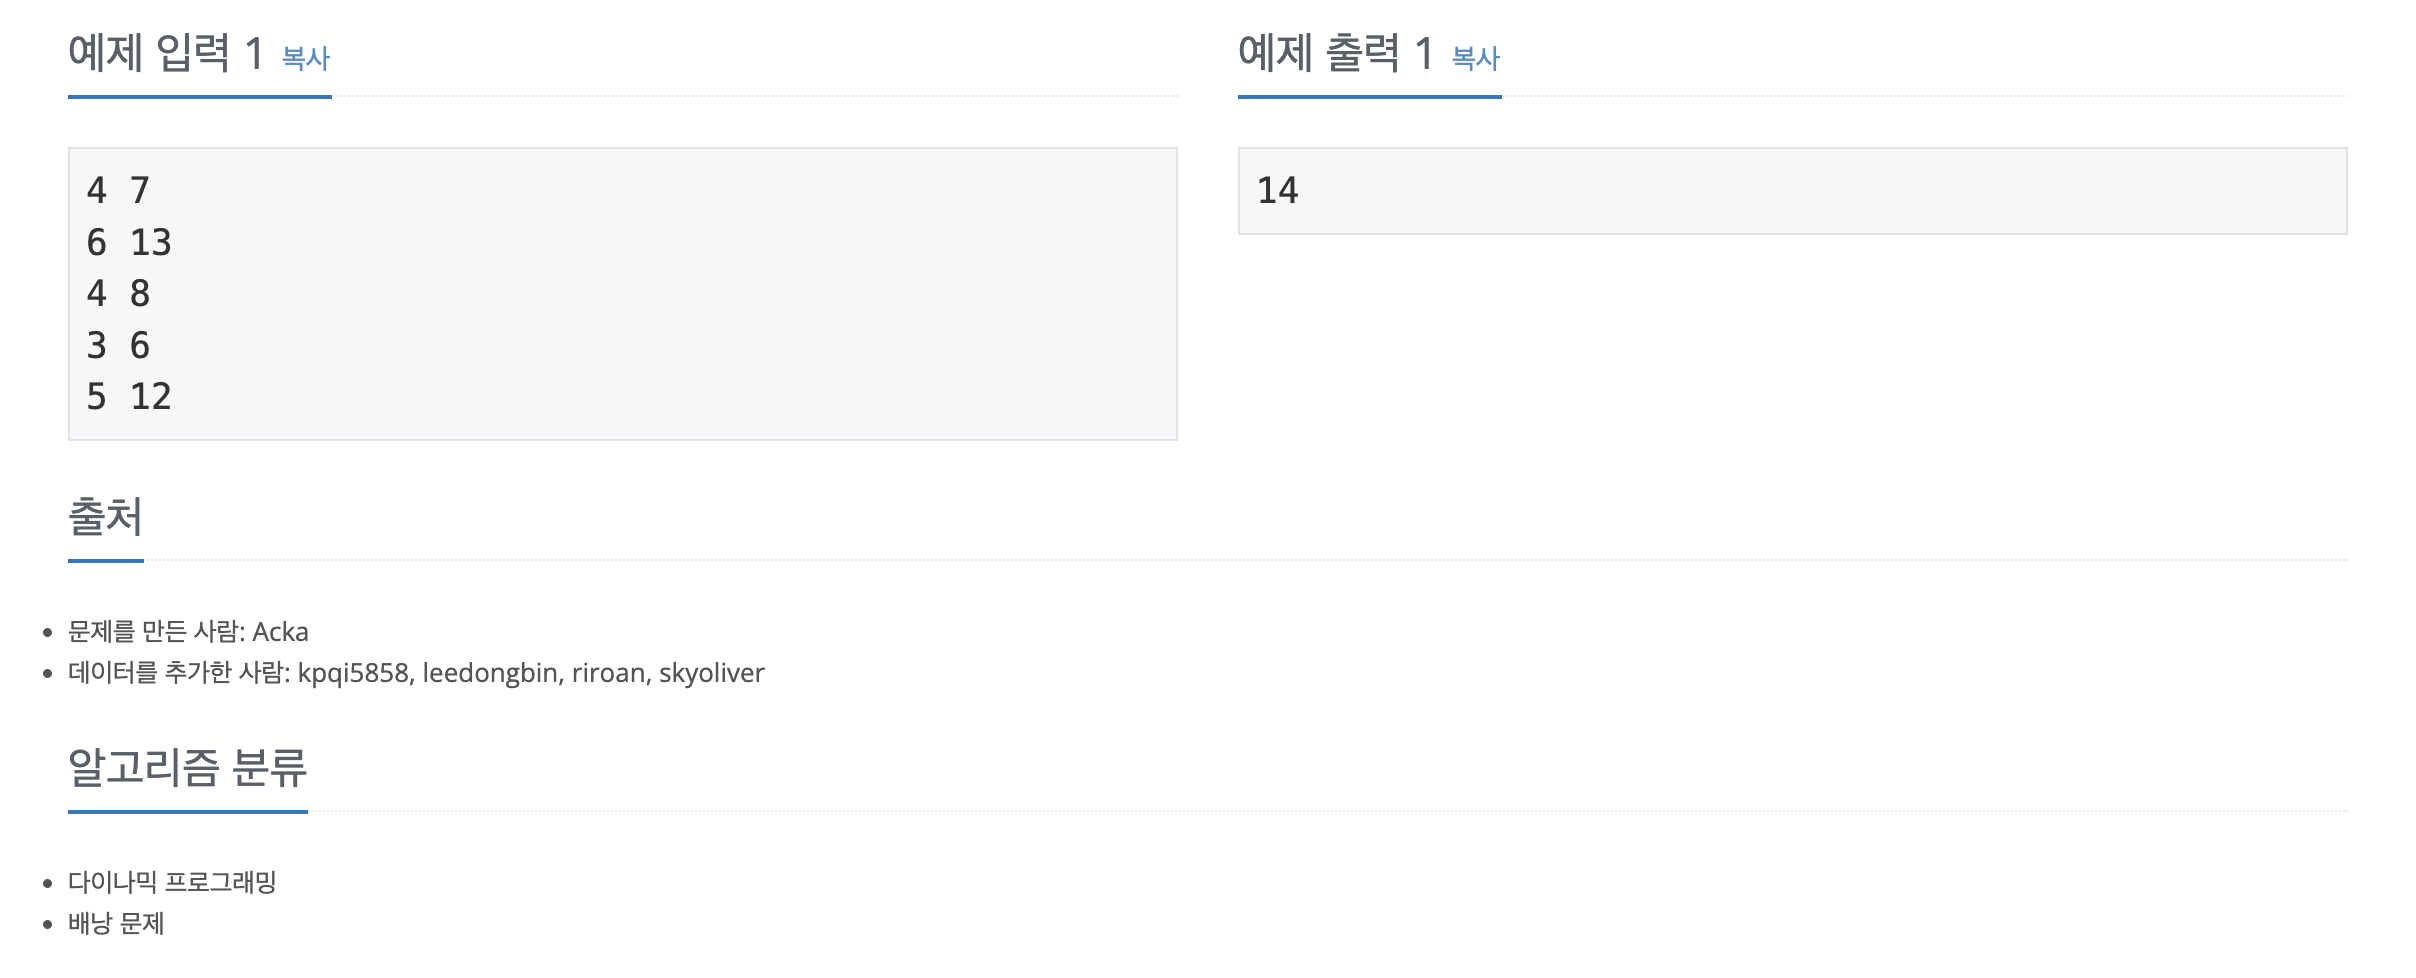 예제 입력 1 복사
4 7
6 13
4 8
3 6
5 12
예제 출력 1 복사
14
출처
문제를 만든 사람: Acka
데이터를 추가한 사람: kpqi5858, leedongbin, riroan, skyoliver
알고리즘 분류
다이나믹 프로그래밍
배낭 문제